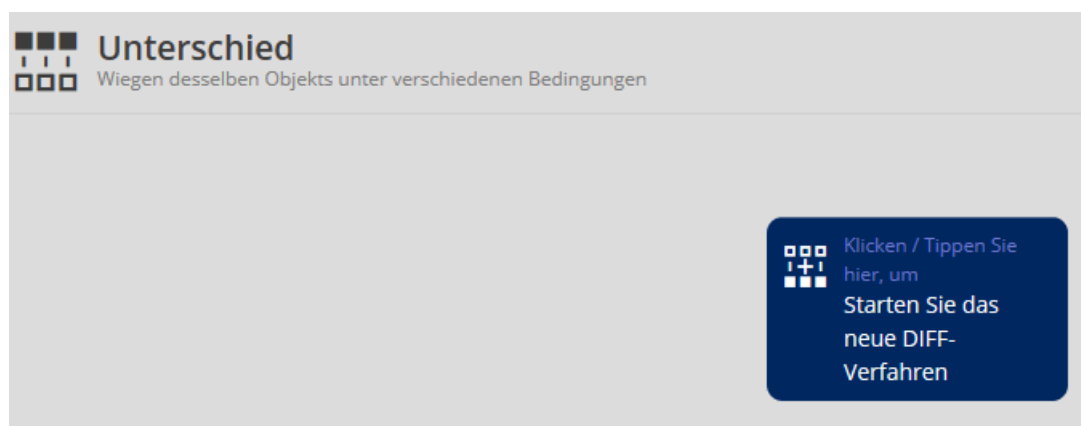 Unterschied
Wiegen desselben Objekts unter verschiedenen Bedingungen
Klicken / Tippen Sie
hier, um
Starten Sie das
neue DIFF-
Verfahren